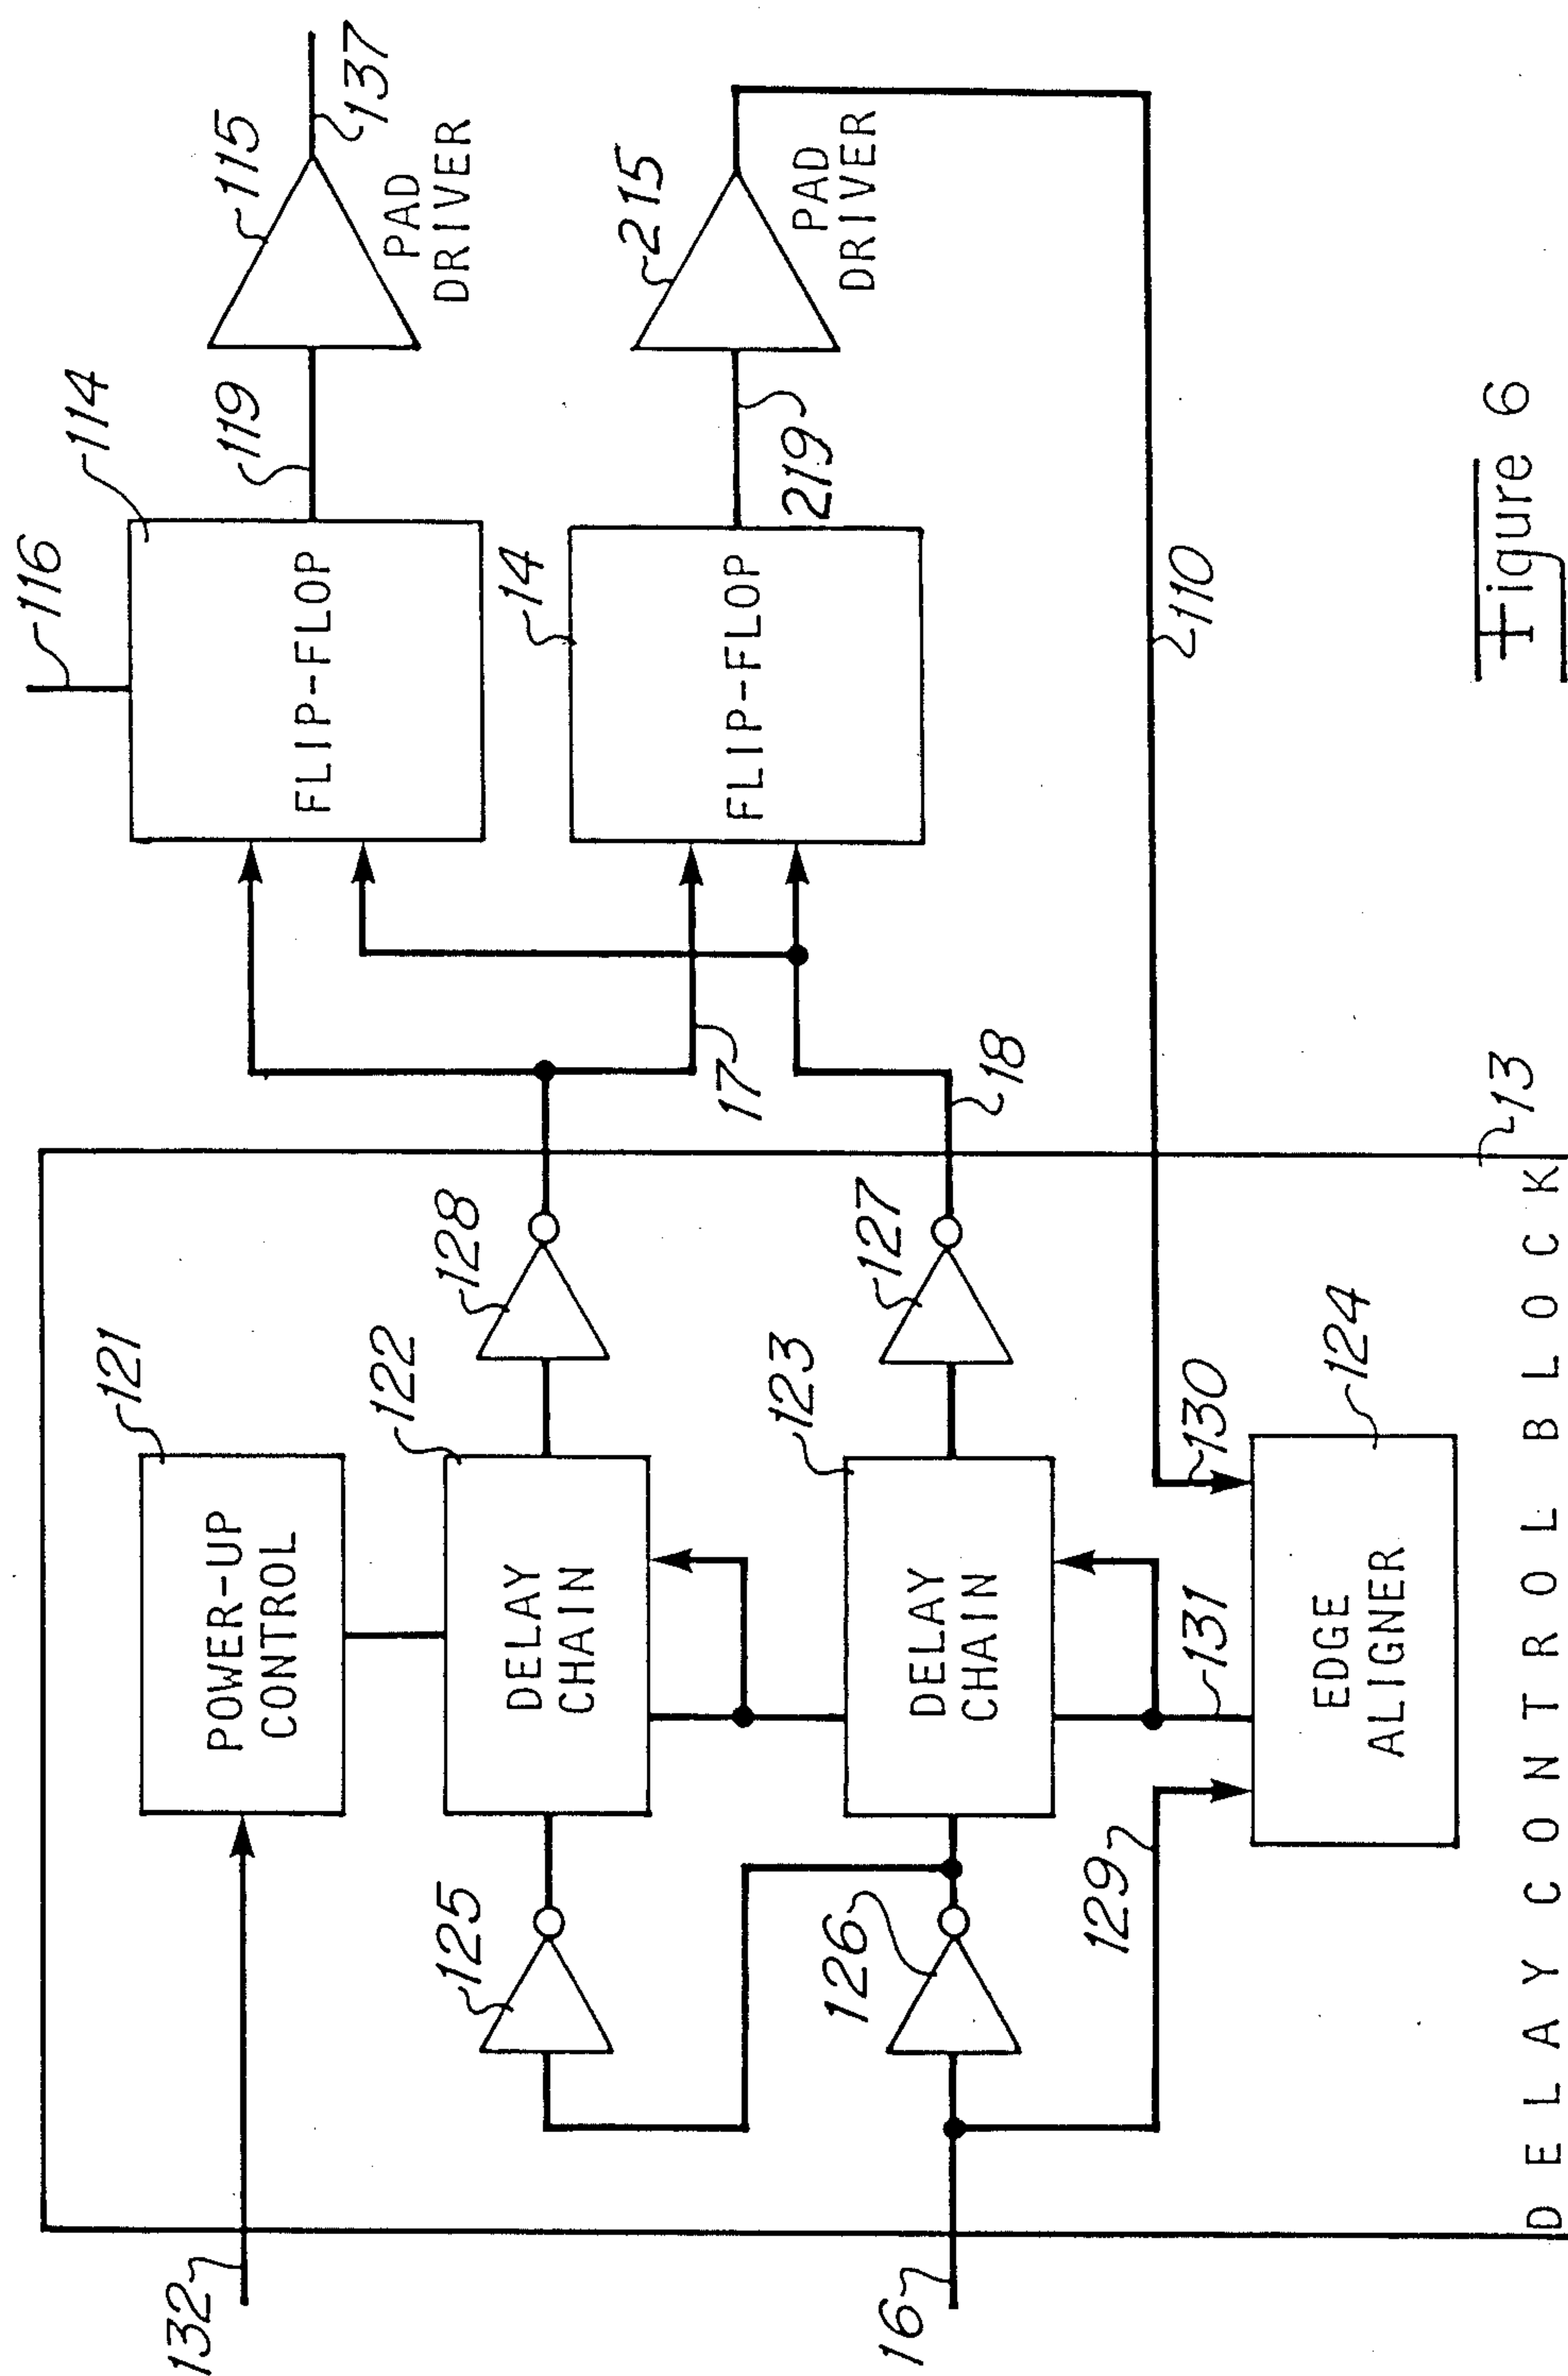 116
114
119
115
137
FLIP-FLOP
PAD
DRIVER
14
215
FLIP-FLOP
219
PAD
DRIVER
17
18
110
132
121
POWER-UP
CONTROL
125
122
DELAY
CHAIN
128
16
126
123
DELAY
CHAIN
127
129
131
130
124
EDGE
ALIGNER
13
DELAY CONTROL BLOCK
Figure 6